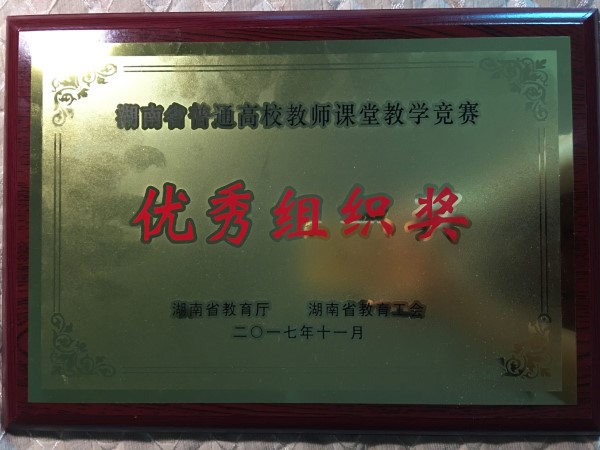 湖南省普通高校教师课堂教学竞赛
优秀组织奖
湖南省教育厅 湖南省教育工会
二〇一七年十一月